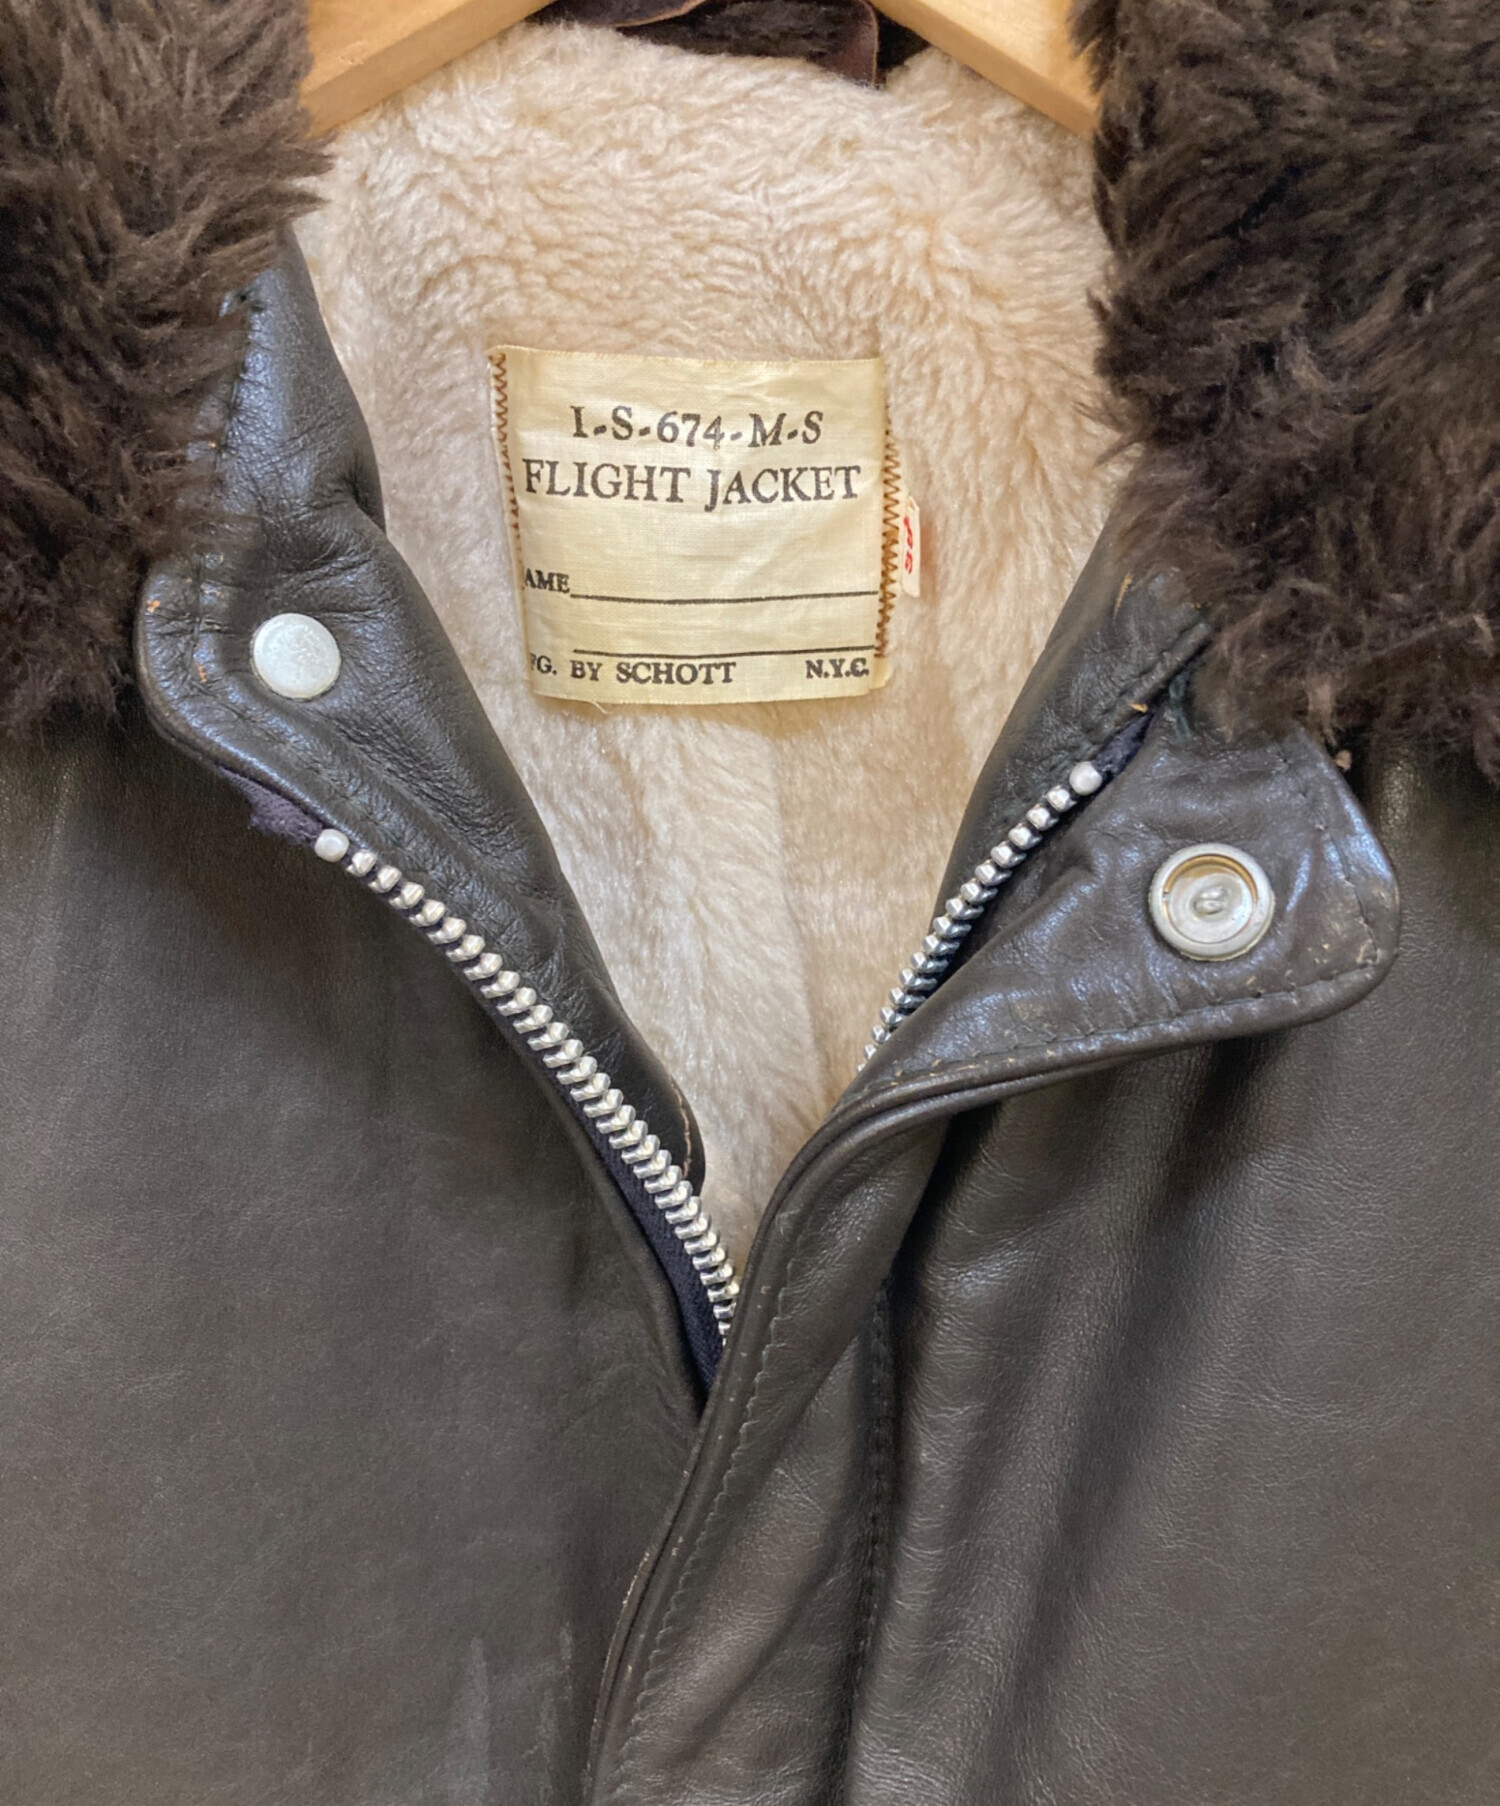 I-S-674-M-S
FLIGHT JACKET
AME
FG. BY SCHOTT N.Y.C.